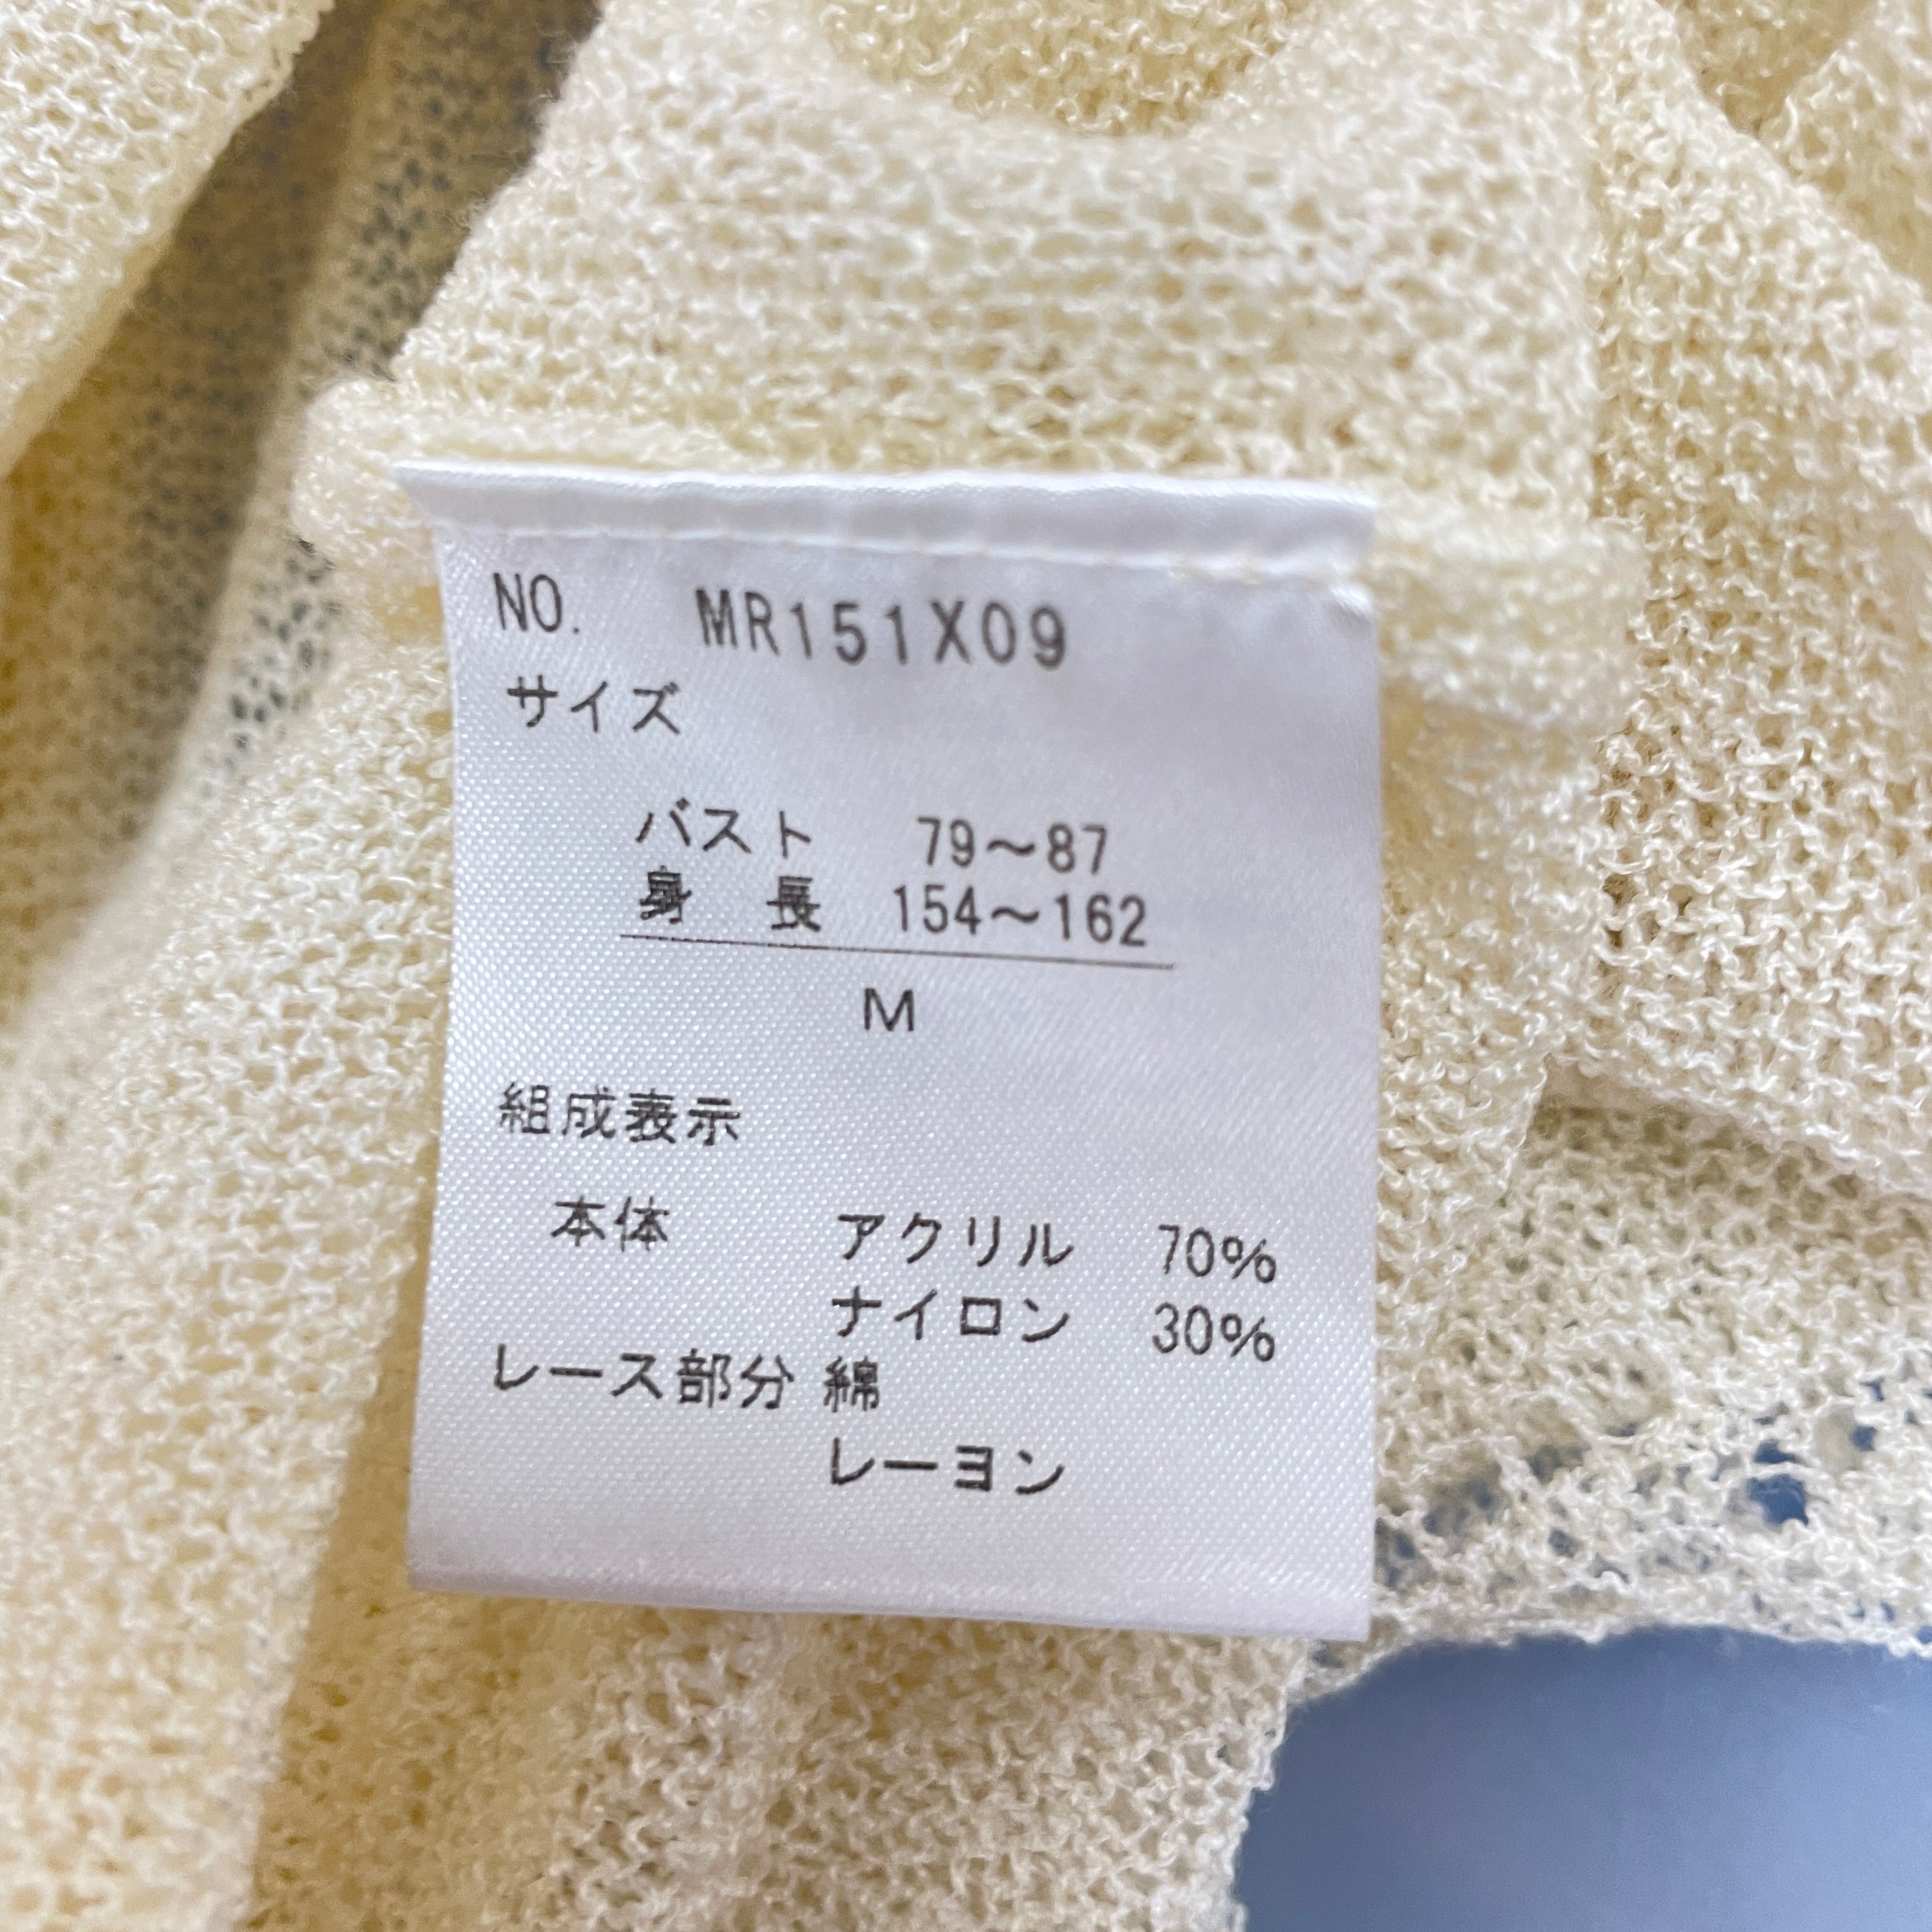 NO. MR151X09
サイズ
バスト 79～87
身 長 154～162
M
組成表示
本体 アクリル 70%
ナイロン 30%
レース部分 綿
レーヨン